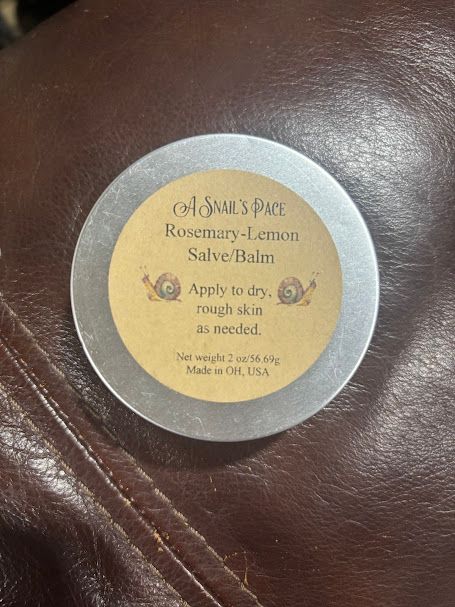 A Snail's Pace
Rosemary-Lemon
Salve/Balm
Apply to dry,
rough skin
as needed.
Net weight 2 oz/56.69g
Made in OH, USA